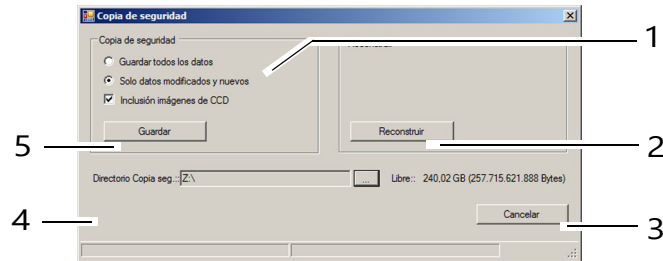 Copia de seguridad
Copia de seguridad
Guardar todos los datos
Solo datos modificados y nuevos
Inclusión imágenes de CCD
Guardar
Reconstruir
Reconstruir
Directorio Copia seg.:: Z:\ ... Libre:: 240,02 GB (257.715.621.888 Bytes)
Cancelar
1
2
3
4
5